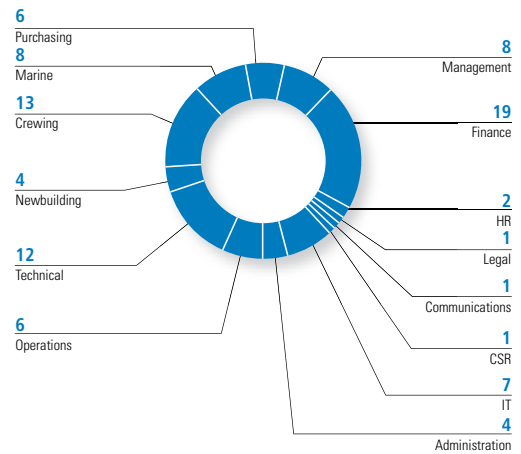 6
Purchasing
8
Marine
13
Crewing
4
Newbuilding
12
Technical
6
Operations
8
Management
19
Finance
2
HR
1
Legal
1
Communications
1
CSR
7
IT
4
Administration